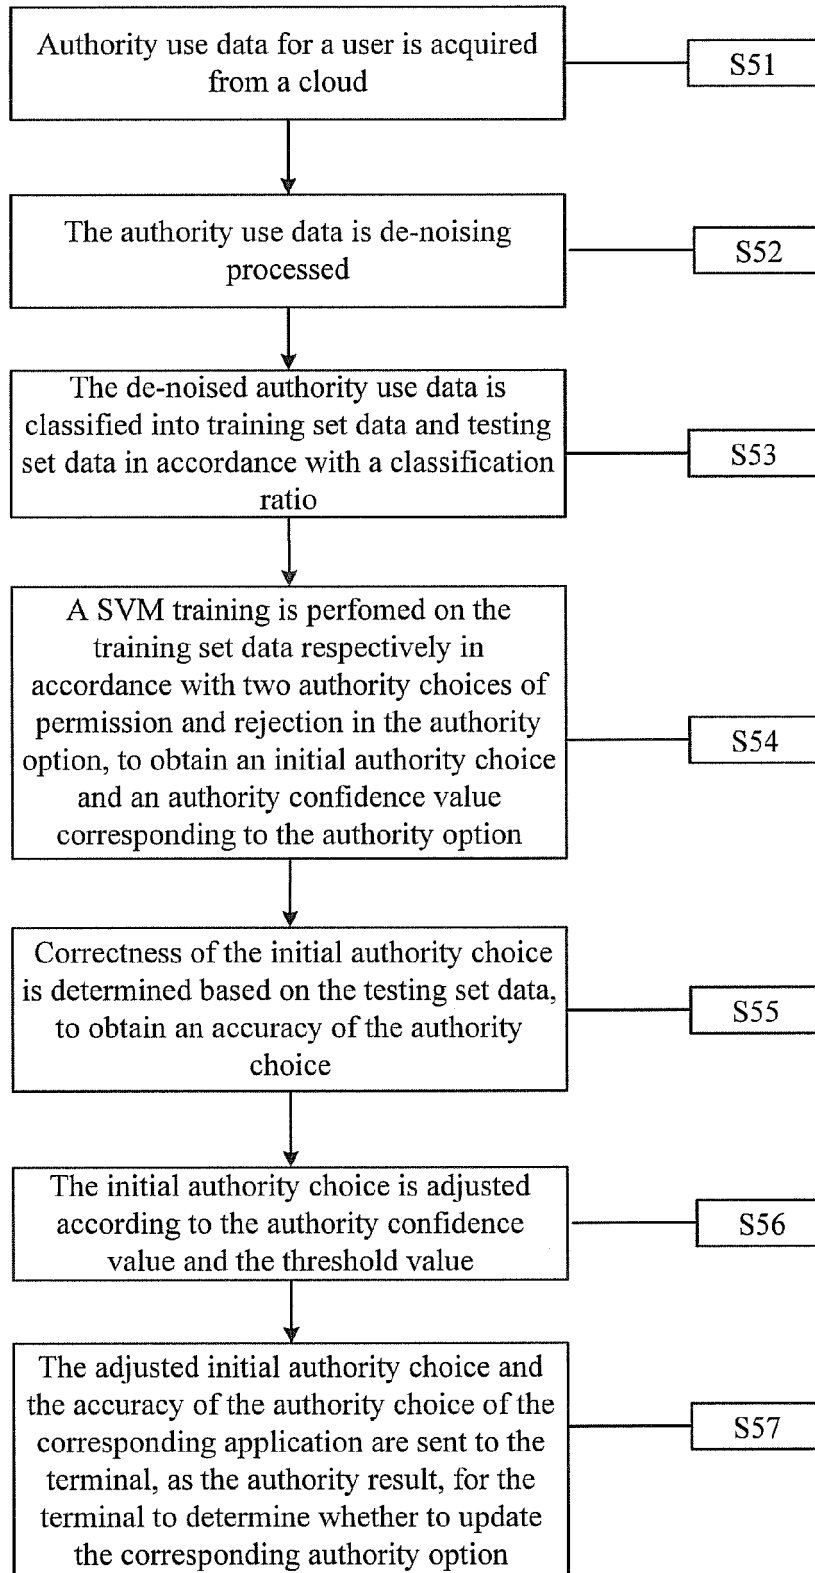 Authority use data for a user is acquired
from a cloud
S51
The authority use data is de-noising
processed
S52
The de-noised authority use data is
classified into training set data and testing
set data in accordance with a classification
ratio
S53
A SVM training is perfomed on the
training set data respectively in
accordance with two authority choices of
permission and rejection in the authority
option, to obtain an initial authority choice
and an authority confidence value
corresponding to the authority option
S54
Correctness of the initial authority choice
is determined based on the testing set data,
to obtain an accuracy of the authority
choice
S55
The initial authority choice is adjusted
according to the authority confidence
value and the threshold value
S56
The adjusted initial authority choice and
the accuracy of the authority choice of the
corresponding application are sent to the
terminal, as the authority result, for the
terminal to determine whether to update
the corresponding authority option
S57